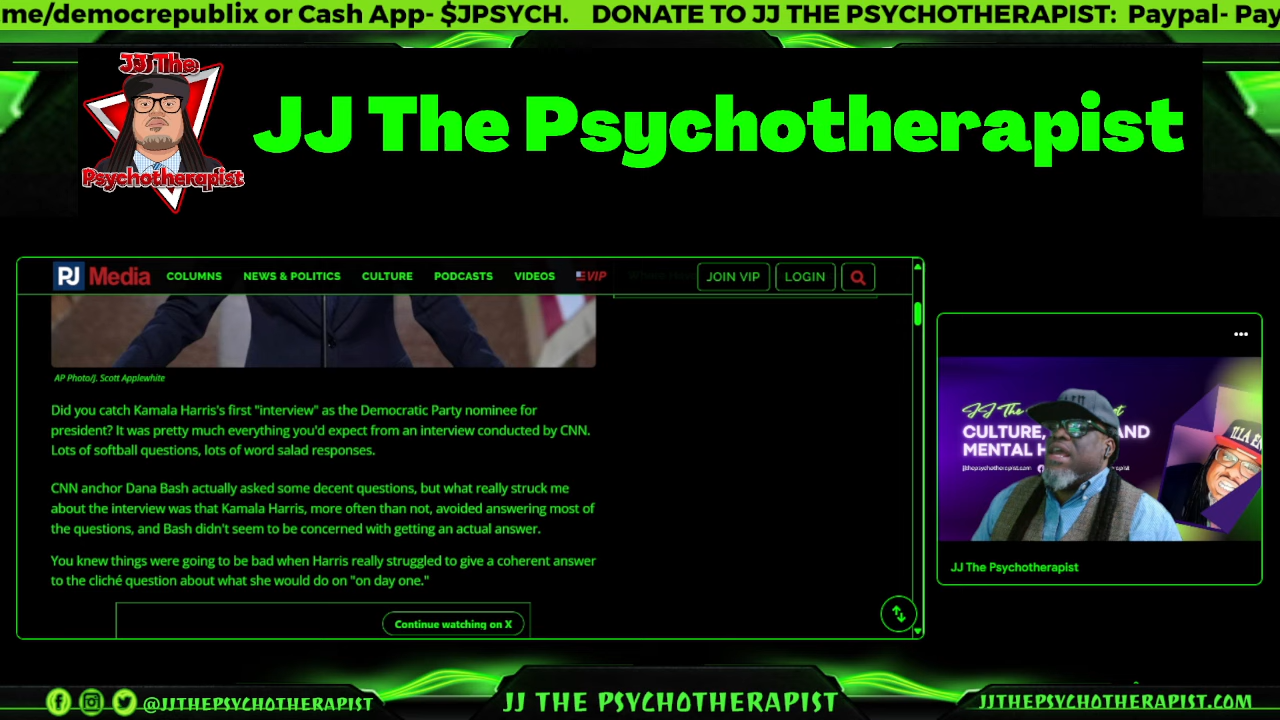 me/democrepublix or Cash App- $JPSYCH. DONATE TO JJ THE PSYCHOTHERAPIST: Paypal- Pay
JJ The
Psychotherapist
JJ The Psychotherapist
PJ Media COLUMNS NEWS & POLITICS CULTURE PODCASTS VIDEOS VIP JOIN VIP LOGIN
AP Photo/J. Scott Applewhite
Did you catch Kamala Harris's first "interview" as the Democratic Party nominee for
president? It was pretty much everything you'd expect from an interview conducted by CNN.
Lots of softball questions, lots of word salad responses.
CNN anchor Dana Bash actually asked some decent questions, but what really struck me
about the interview was that Kamala Harris, more often than not, avoided answering most of
the questions, and Bash didn't seem to be concerned with getting an actual answer.
You knew things were going to be bad when Harris really struggled to give a coherent answer
to the cliché question about what she would do on "on day one."
Continue watching on X
JJ The
CULTURE, AND
MENTAL H
jjthepsychotherapist.com
JJ The Psychotherapist
@JJTHEPSYCHOTHERAPIST
JJ THE PSYCHOTHERAPIST
JJTHEPSYCHOTHERAPIST.COM